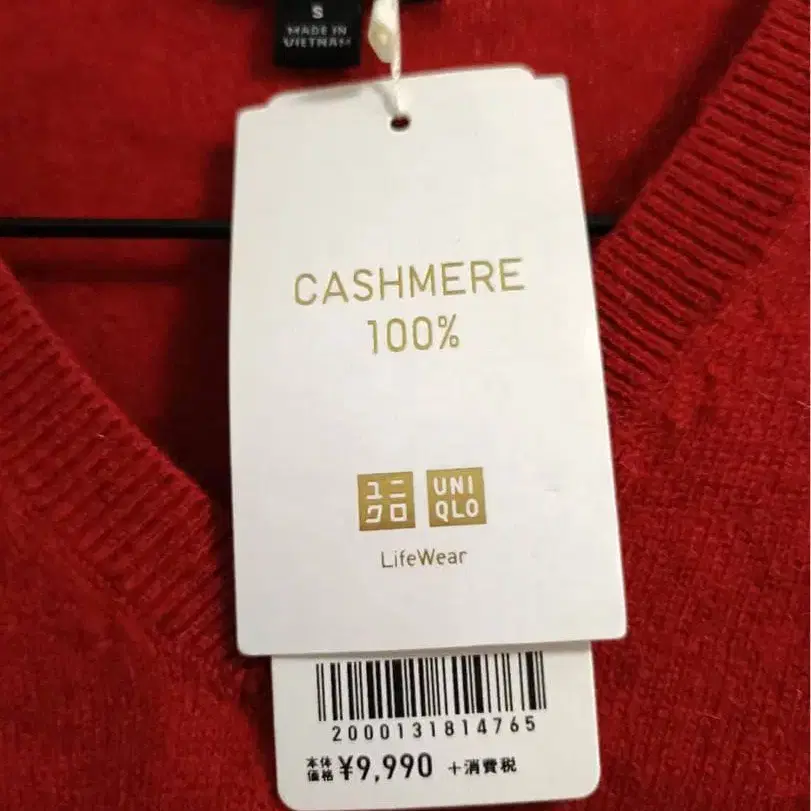 S
MADE IN
VIETNAM
CASHMERE
100%
ユニ
クロ
UNI
QLO
LifeWear
2000131814765
本体
価格 ¥9,990 +消費税